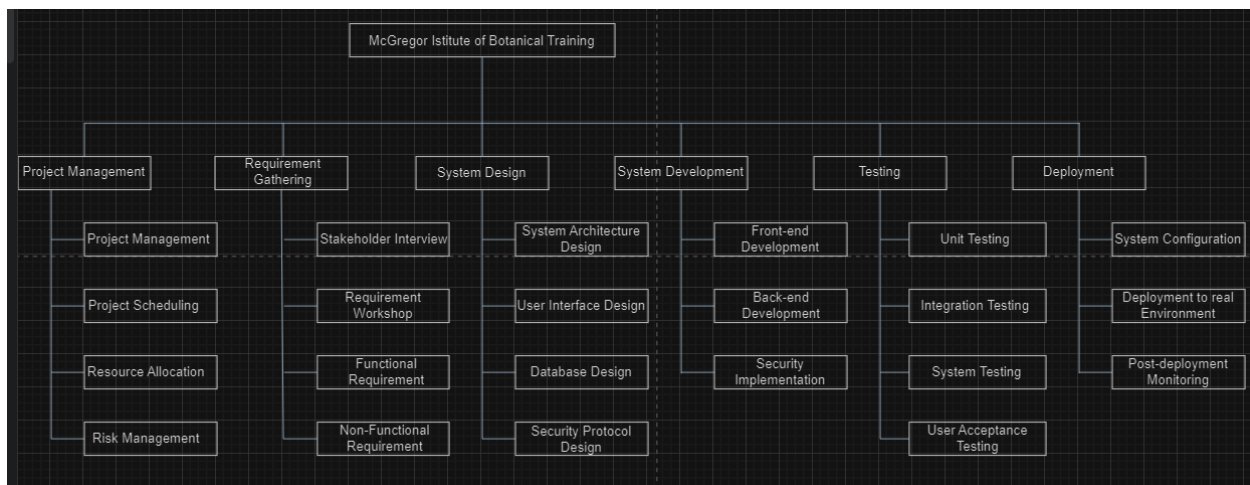 McGregor Istitute of Botanical Training
Project Management
Requirement
Gathering
System Design
System Development
Testing
Deployment
Project Management
Stakeholder Interview
System Architecture
Design
Front-end
Development
Unit Testing
System Configuration
Project Scheduling
Requirement
Workshop
User Interface Design
Back-end
Development
Integration Testing
Deployment to real
Environment
Resource Allocation
Functional
Requirement
Database Design
Security
Implementation
System Testing
Post-deployment
Monitoring
Risk Management
Non-Functional
Requirement
Security Protocol
Design
User Acceptance
Testing